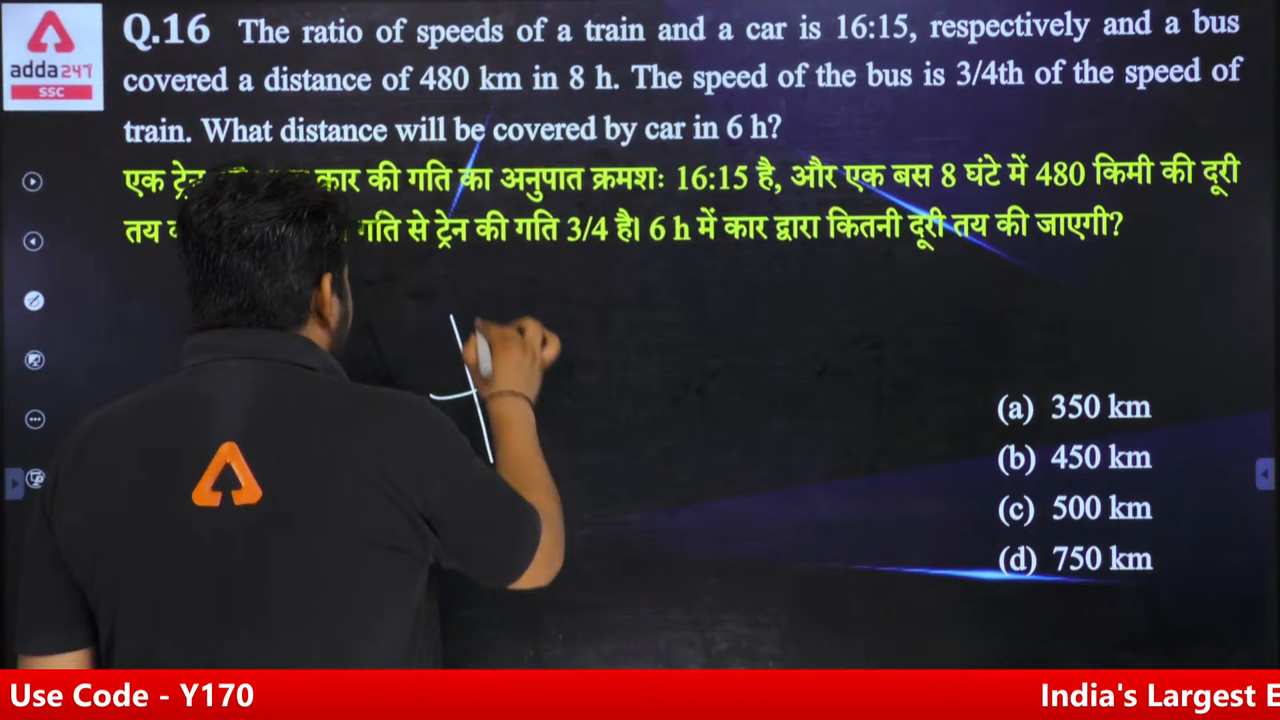 adda247
SSC
Q.16 The ratio of speeds of a train and a car is 16:15, respectively and a bus
covered a distance of 480 km in 8 h. The speed of the bus is 3/4th of the speed of
train. What distance will be covered by car in 6 h?
एक कार की गति का अनुपात क्रमशः 16:15 है, और एक बस 8 घंटे में 480 किमी की दूरी
तय गति से ट्रेन की गति 3/4 है। 6 h में कार द्वारा कितनी दूरी तय की जाएगी?
(a) 350 km
(b) 450 km
(c) 500 km
(d) 750 km
Use Code - Y170
India's Largest